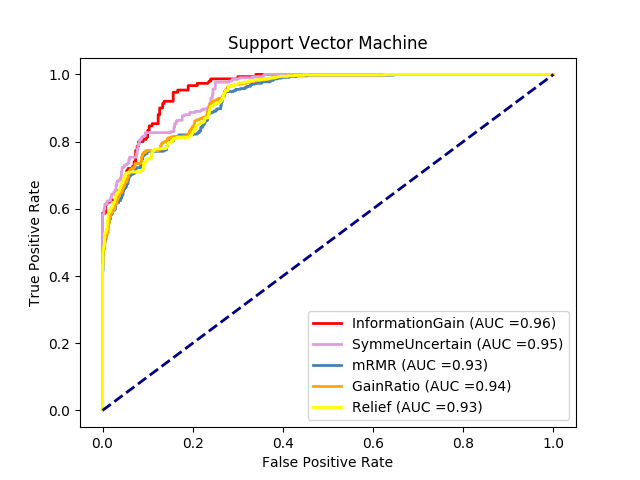 Support Vector Machine
True Positive Rate
1.0
0.8
0.6
0.4
0.2
0.0
InformationGain (AUC =0.96)
SymmeUncertain (AUC =0.95)
mRMR (AUC =0.93)
GainRatio (AUC =0.94)
Relief (AUC =0.93)
0.0 0.2 0.4 0.6 0.8 1.0
False Positive Rate